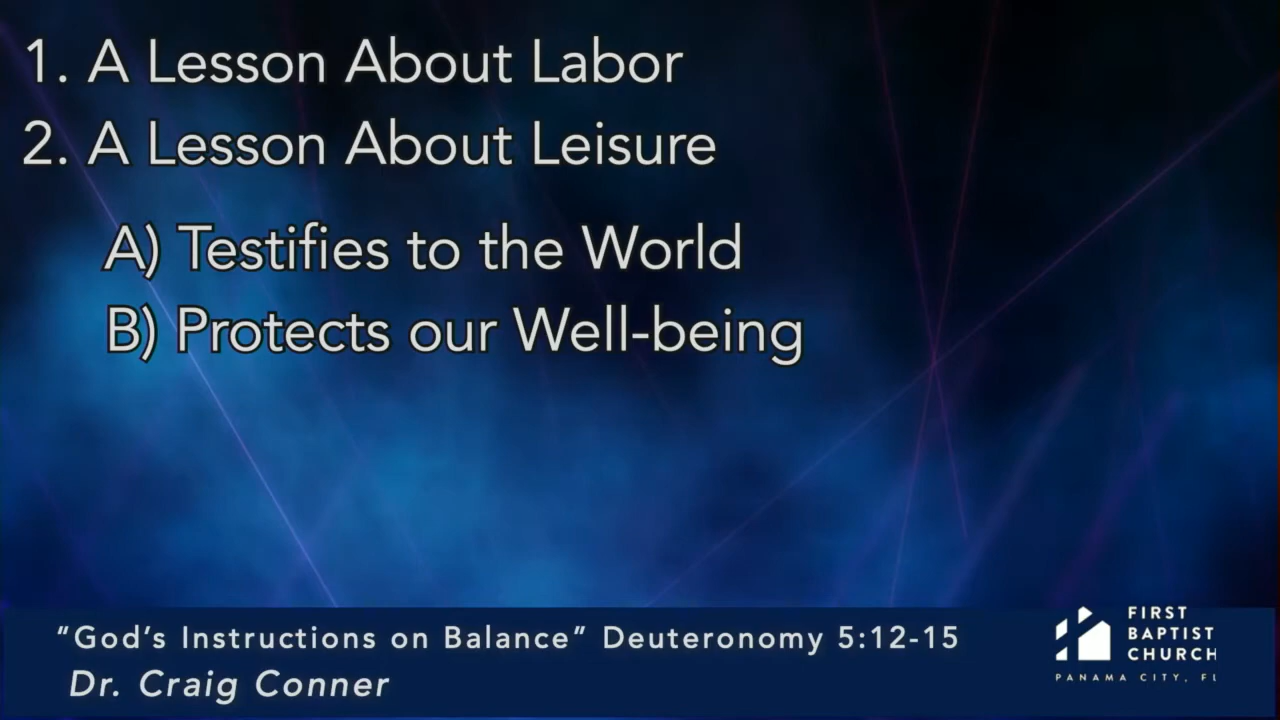 1. A Lesson About Labor
2. A Lesson About Leisure
A) Testifies to the World
B) Protects our Well-being
"God's Instructions on Balance" Deuteronomy 5:12-15
Dr. Craig Conner
FIRST
BAPTIST
CHURCH
PANAMA CITY, FL